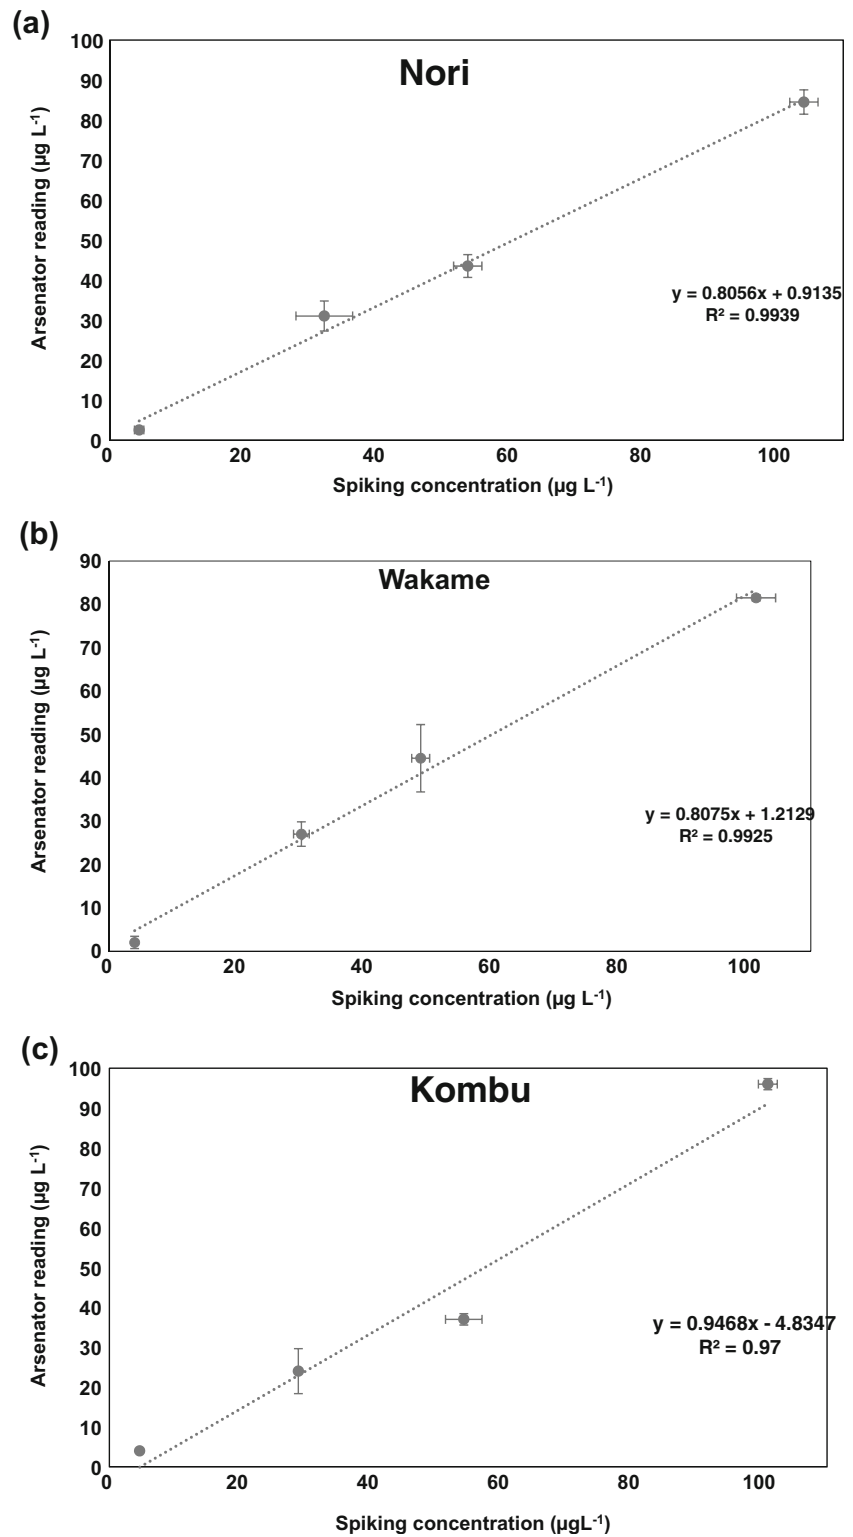 (a)
Nori
100
90
80
70
60
50
40
30
20
10
0
Arsenator reading (µg L-1)
y = 0.8056x + 0.9135
R² = 0.9939
0 20 40 60 80 100
Spiking concentration (µg L-1)
(b)
Wakame
90
80
70
60
50
40
30
20
10
0
Arsenator reading (µg L-1)
y = 0.8075x + 1.2129
R² = 0.9925
0 20 40 60 80 100
Spiking concentration (µg L-1)
(c)
Kombu
100
90
80
70
60
50
40
30
20
10
0
Arsenator reading (µg L-1)
y = 0.9468x - 4.8347
R² = 0.97
0 20 40 60 80 100
Spiking concentration (µgL-1)